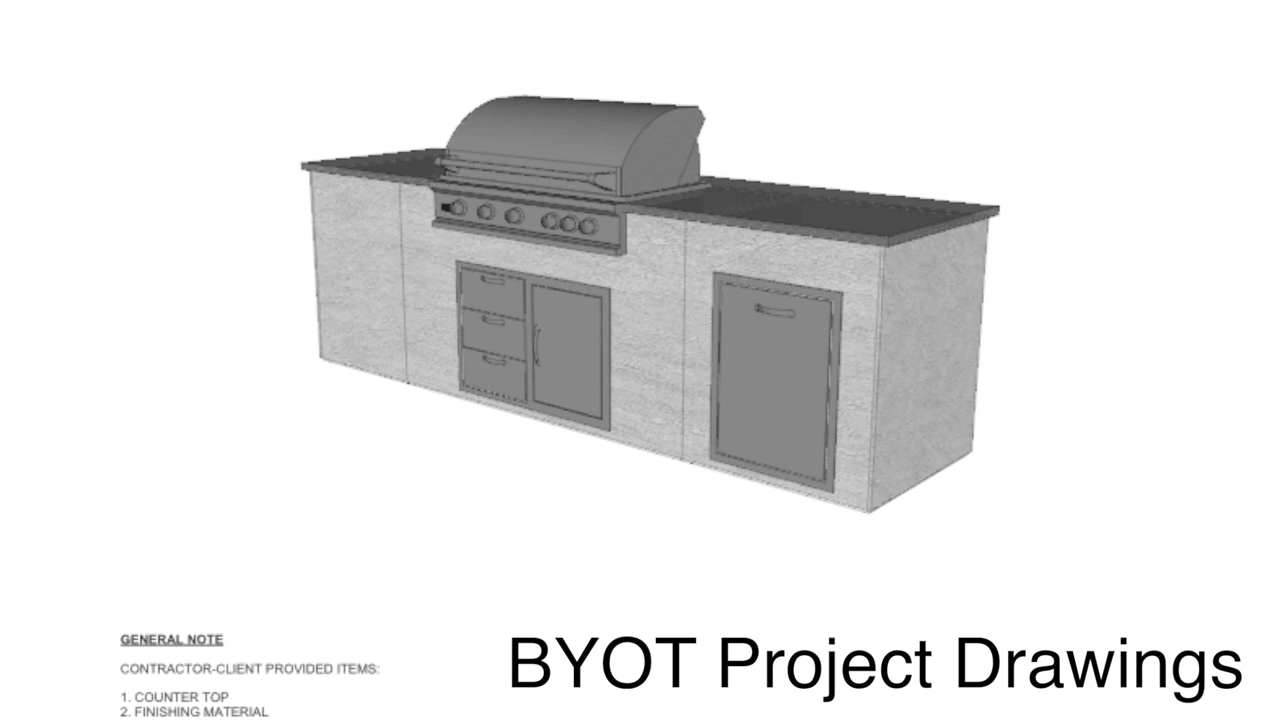 GENERAL NOTE
CONTRACTOR-CLIENT PROVIDED ITEMS:
1. COUNTER TOP
2. FINISHING MATERIAL
BYOT Project Drawings